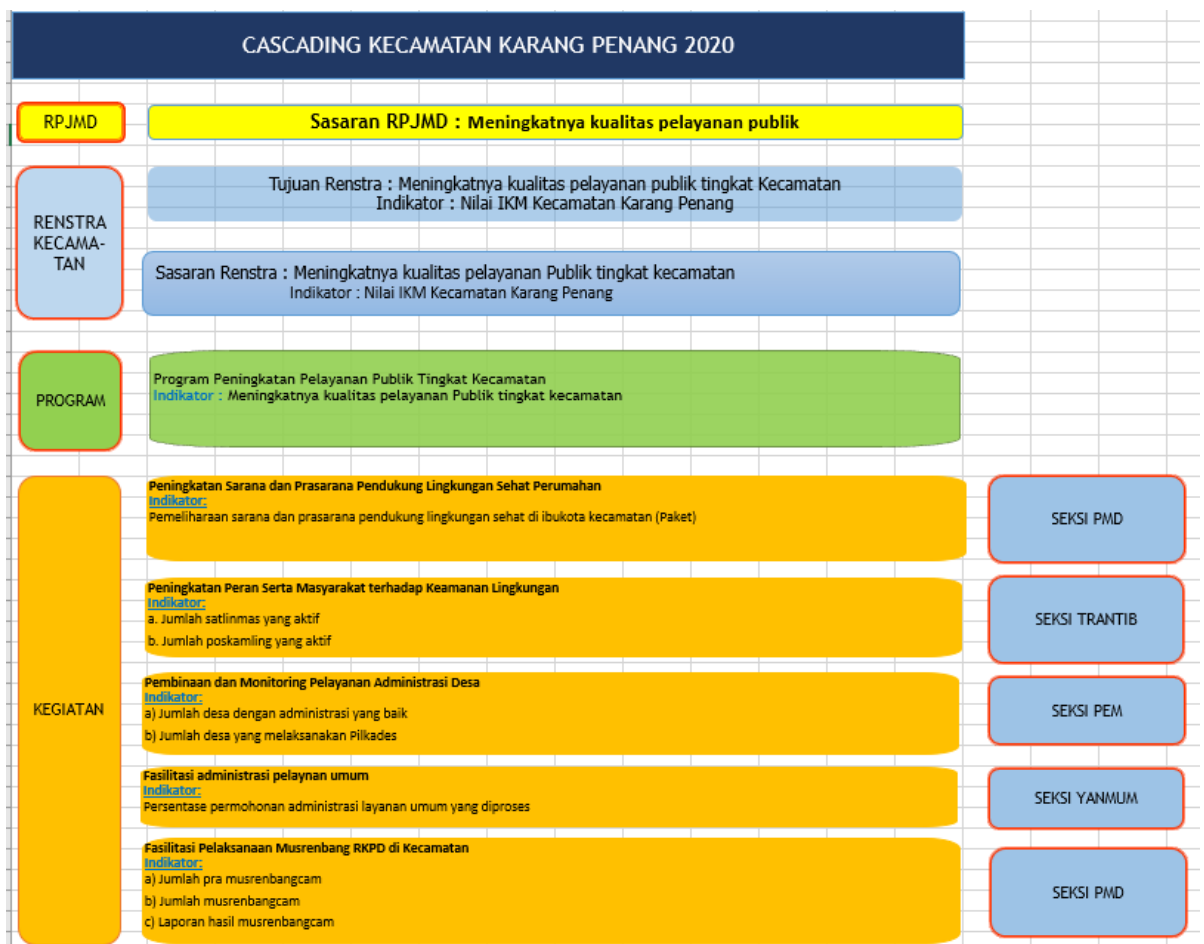 CASCADING KECAMATAN KARANG PENANG 2020
RPJMD
Sasaran RPJMD : Meningkatnya kualitas pelayanan publik
RENSTRA
KECAMA-
TAN
Tujuan Renstra : Meningkatnya kualitas pelayanan publik tingkat Kecamatan
Indikator : Nilai IKM Kecamatan Karang Penang
Sasaran Renstra : Meningkatnya kualitas pelayanan Publik tingkat kecamatan
Indikator : Nilai IKM Kecamatan Karang Penang
PROGRAM
Program Peningkatan Pelayanan Publik Tingkat Kecamatan
Indikator : Meningkatnya kualitas pelayanan Publik tingkat kecamatan
KEGIATAN
Peningkatan Sarana dan Prasarana Pendukung Lingkungan Sehat Perumahan
Indikator:
Pemeliharaan sarana dan prasarana pendukung lingkungan sehat di ibukota kecamatan (Paket)
SEKSI PMD
Peningkatan Peran Serta Masyarakat terhadap Keamanan Lingkungan
Indikator:
a. Jumlah satlinmas yang aktif
b. Jumlah poskamling yang aktif
SEKSI TRANTIB
Pembinaan dan Monitoring Pelayanan Administrasi Desa
Indikator:
a) Jumlah desa dengan administrasi yang baik
b) Jumlah desa yang melaksanakan Pilkades
SEKSI PEM
Fasilitasi administrasi pelaynan umum
Indikator:
Persentase permohonan administrasi layanan umum yang diproses
SEKSI YANMUM
Fasilitasi Pelaksanaan Musrenbang RKPD di Kecamatan
Indikator:
a) Jumlah pra musrenbangcam
b) Jumlah musrenbangcam
c) Laporan hasil musrenbangcam
SEKSI PMD